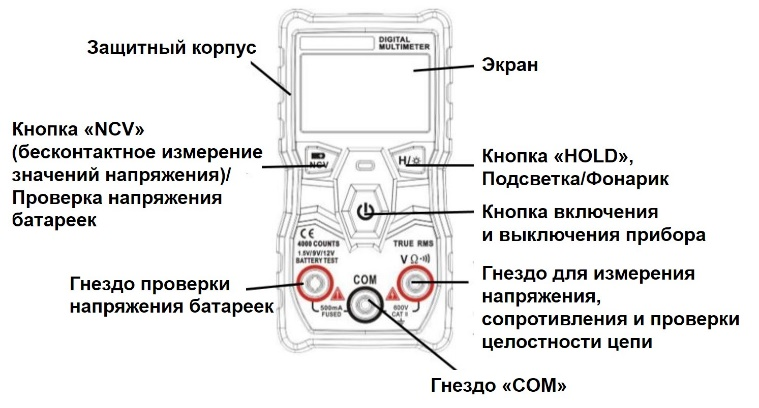 Защитный корпус
DIGITAL
MULTIMETER
Экран
Кнопка «NCV»
(бесконтактное измерение
значений напряжения)/
Проверка напряжения
батареек
NCV
H/☼
Кнопка «HOLD»,
Подсветка/Фонарик
Кнопка включения
и выключения прибора
CE
4000 COUNTS
1.5V/9V/12V
BATTERY TEST
TRUE RMS
V Ω
COM
Гнездо проверки
напряжения батареек
Гнездо для измерения
напряжения,
сопротивления и проверки
целостности цепи
500mA
FUSED
600V
CAT II
Гнездо «COM»